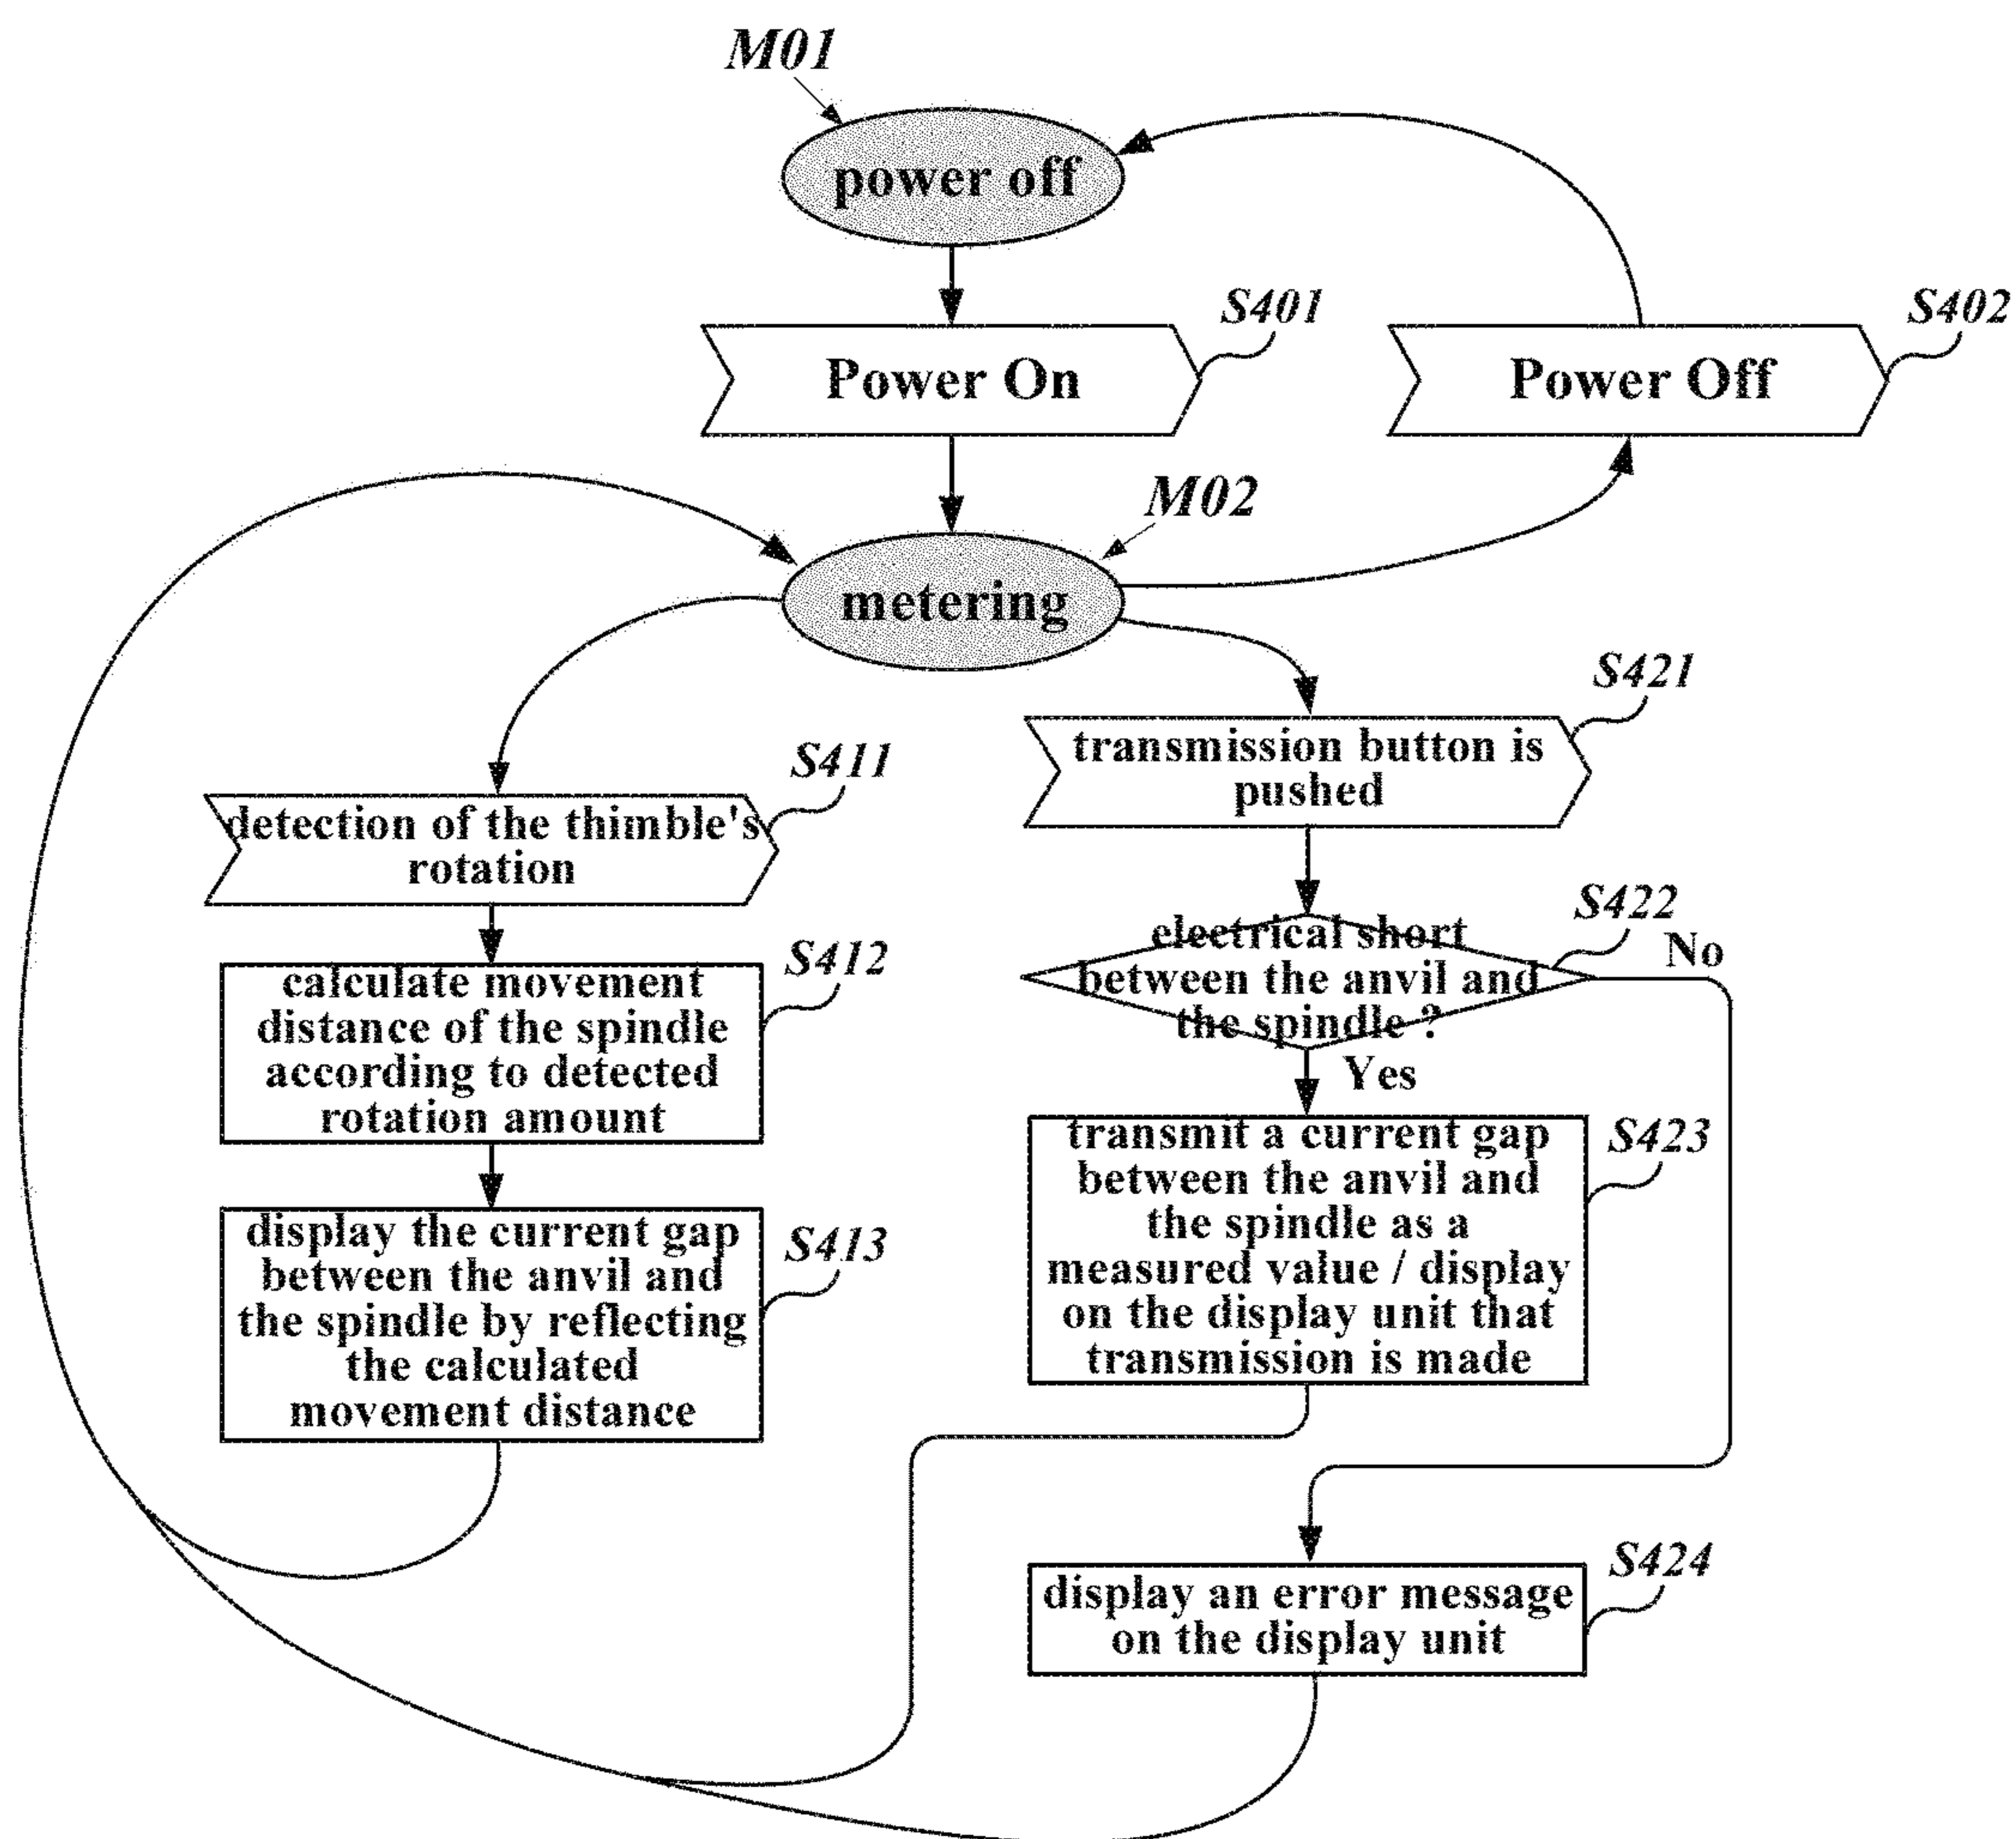 M01
power off
S401
S402
Power On
Power Off
M02
metering
S421
transmission button is
pushed
S411
detection of the thimble's
rotation
S422
electrical short
between the anvil and
the spindle ?
No
Yes
S412
calculate movement
distance of the spindle
according to detected
rotation amount
S423
transmit a current gap
between the anvil and
the spindle as a
measured value / display
on the display unit that
transmission is made
S413
display the current gap
between the anvil and
the spindle by reflecting
the calculated
movement distance
S424
display an error message
on the display unit